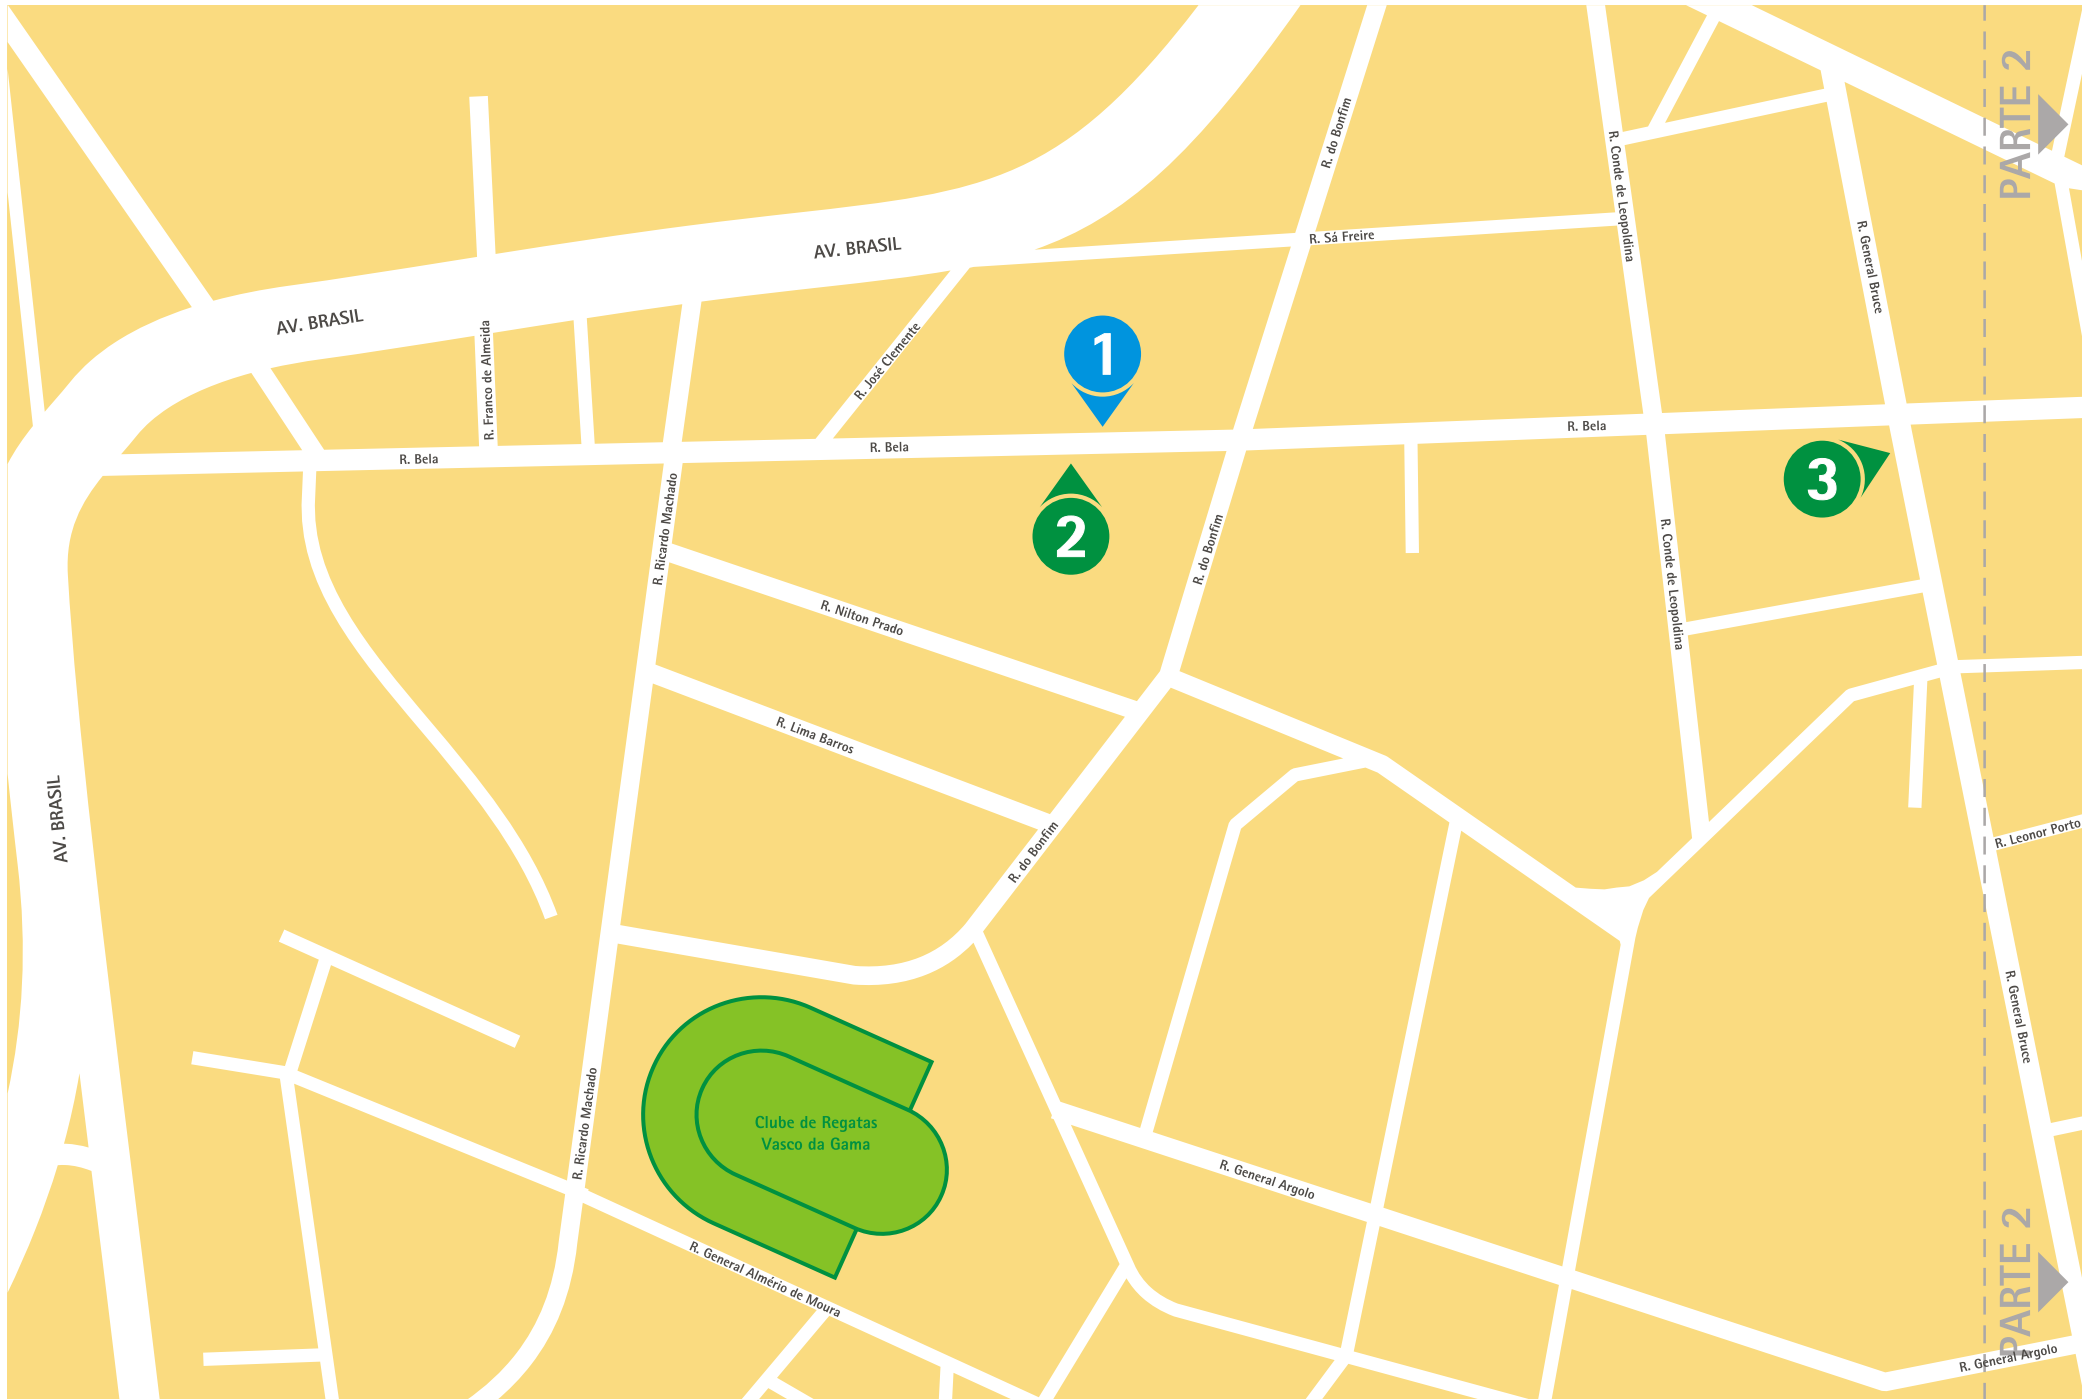 PARTE 2
R. do Bonfim
R. Conde de Leopoldina
AV. BRASIL
R. Sá Freire
R. General Bruce
AV. BRASIL
R. Franco de Almeida
R. José Clemente
1
R. Bela
R. Bela
R. Bela
3
R. Ricardo Machado
2
R. do Bonfim
R. Conde de Leopoldina
R. Nilton Prado
R. Lima Barros
AV. BRASIL
R. do Bonfim
R. Leonor Porto
R. General Bruce
Clube de Regatas
Vasco da Gama
R. Ricardo Machado
R. General Argolo
R. General Almério de Moura
PARTE 2
R. General Argolo